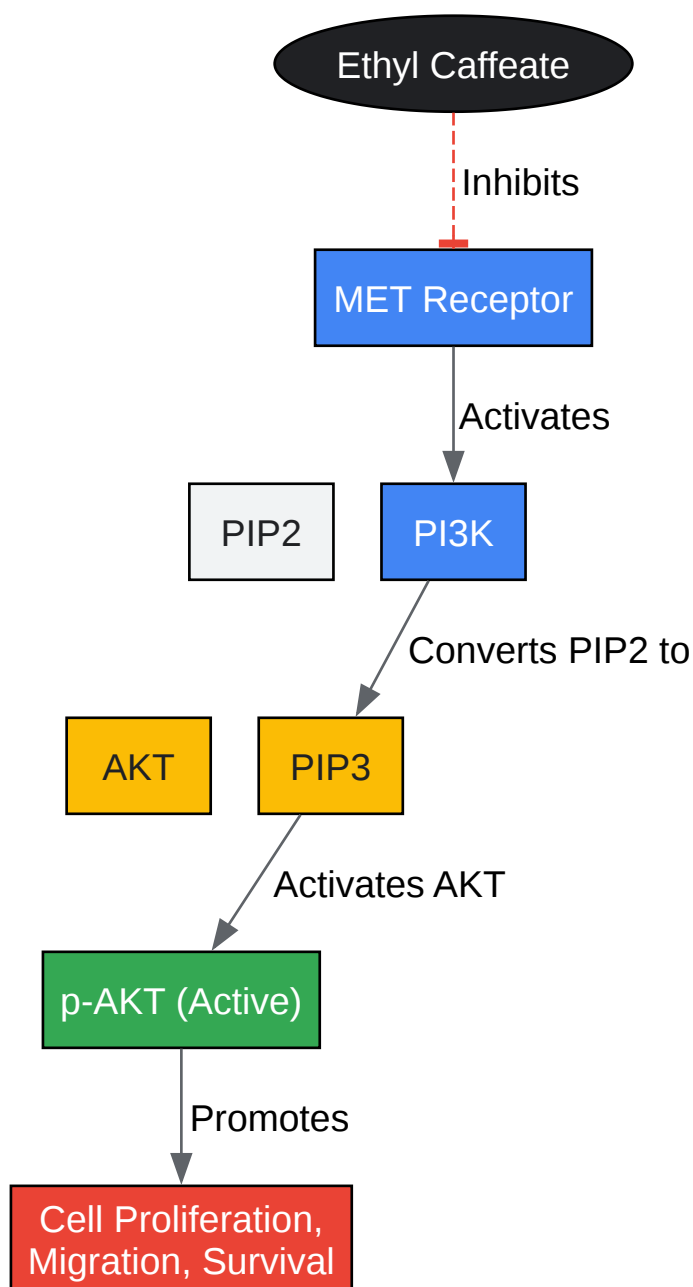 Ethyl Caffeate
Inhibits
MET Receptor
Activates
PIP2
PI3K
Converts PIP2 to
AKT
PIP3
Activates AKT
p-AKT (Active)
Promotes
Cell Proliferation,
Migration, Survival